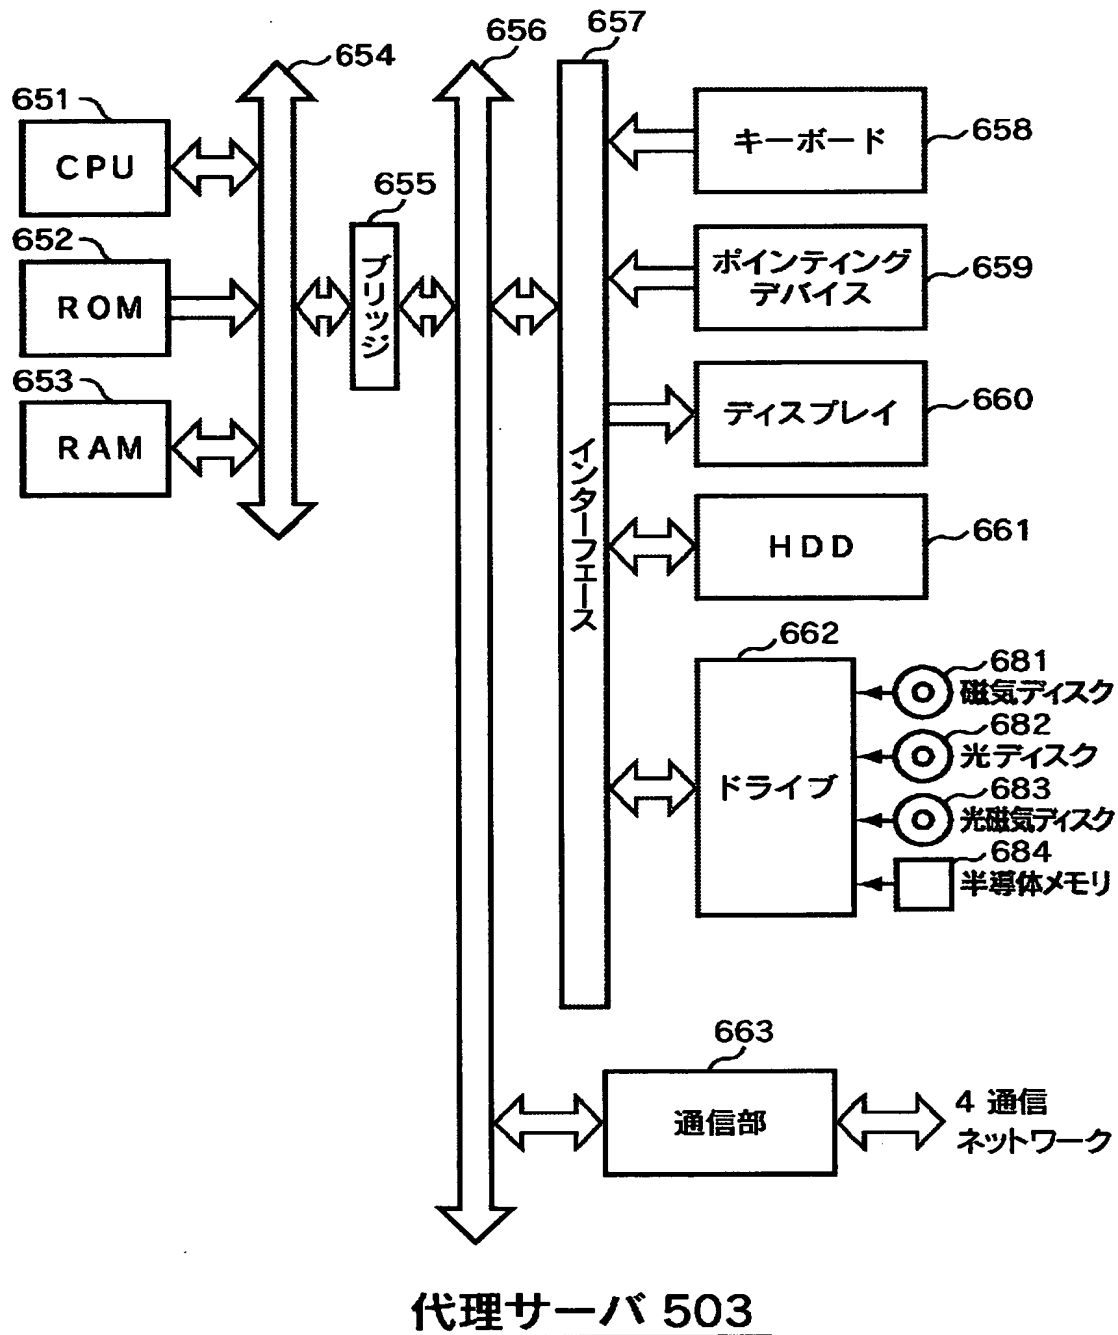 651
CPU
652
ROM
653
RAM
654
655
ブリッジ
656
657
インターフェース
キーボード
658
ポインティング
デバイス
659
ディスプレイ
660
HDD
661
662
ドライブ
681
磁気ディスク
682
光ディスク
683
光磁気ディスク
684
半導体メモリ
663
通信部
4 通信
ネットワーク
代理サーバ 503